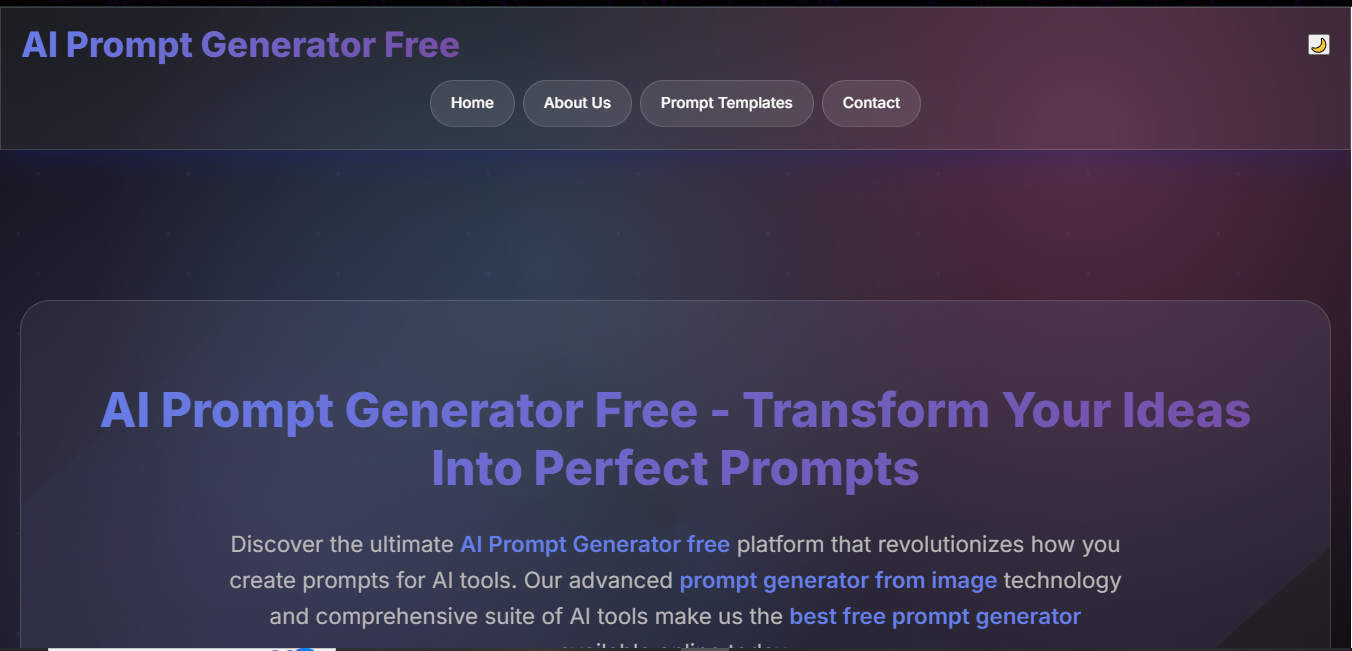 AI Prompt Generator Free
Home
About Us
Prompt Templates
Contact
AI Prompt Generator Free - Transform Your Ideas
Into Perfect Prompts
Discover the ultimate AI Prompt Generator free platform that revolutionizes how you
create prompts for AI tools. Our advanced prompt generator from image technology
and comprehensive suite of AI tools make us the best free prompt generator
available online today.